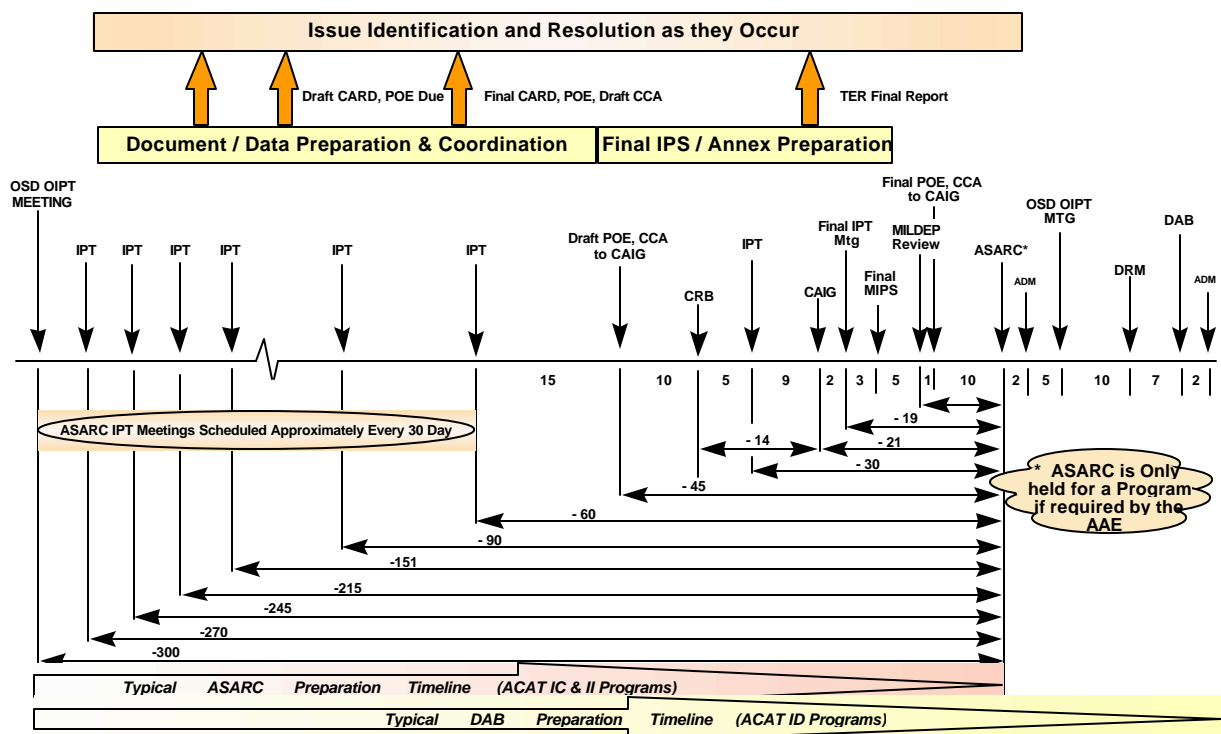 Issue Identification and Resolution as they Occur
Draft CARD, POE Due
Final CARD, POE, Draft CCA
TER Final Report
Document / Data Preparation & Coordination
Final IPS / Annex Preparation
OSD OIPT
MEETING
IPT
IPT
IPT
IPT
IPT
IPT
Draft POE, CCA
to CAIG
CRB
IPT
CAIG
Final IPT
Mtg
Final
MIPS
MILDEP
Review
Final POE, CCA
to CAIG
ASARC*
ADM
OSD OIPT
MTG
DRM
DAB
ADM
15
10
5
9
2
3
5
1
10
2
5
10
7
2
ASARC IPT Meetings Scheduled Approximately Every 30 Day
- 19
- 14
- 21
- 30
- 45
- 60
- 90
-151
-215
-245
-270
-300
* ASARC is Only
held for a Program
if required by the
AAE
Typical ASARC Preparation Timeline (ACAT IC & II Programs)
Typical DAB Preparation Timeline (ACAT ID Programs)